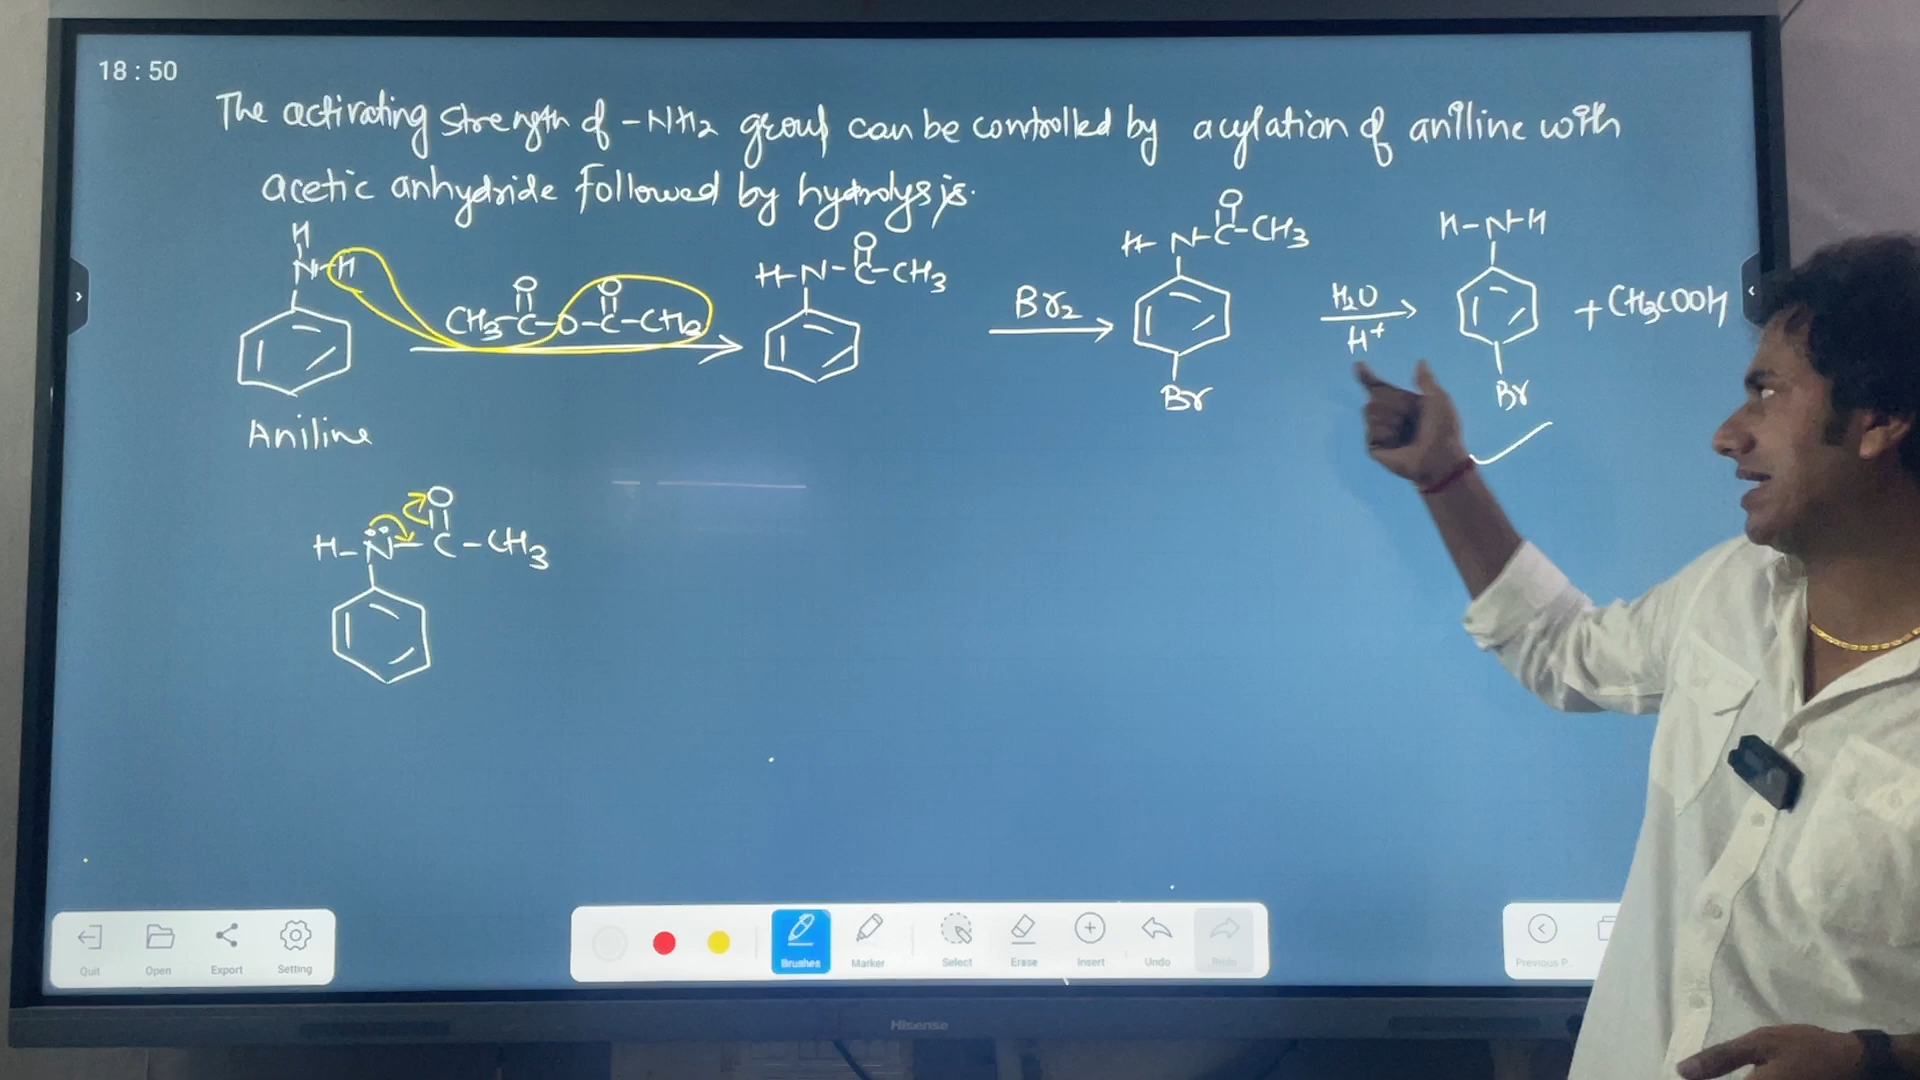 18 : 50
The activating strength of -NH2 group can be controlled by acylation of aniline with
acetic anhydride followed by hydrolysis.
H
N-H
CH3-C-O-C-CH3
O O
H-N-C-CH3
O
Br2
H-N-C-CH3
O
Br
H2O
H+
H-N-H
Br
+ CH3COOH
Aniline
O
H-N-C-CH3
Quit Open Export Setting
Brushes Marker Select Erase Insert Undo Redo
Previous P...
Hisense